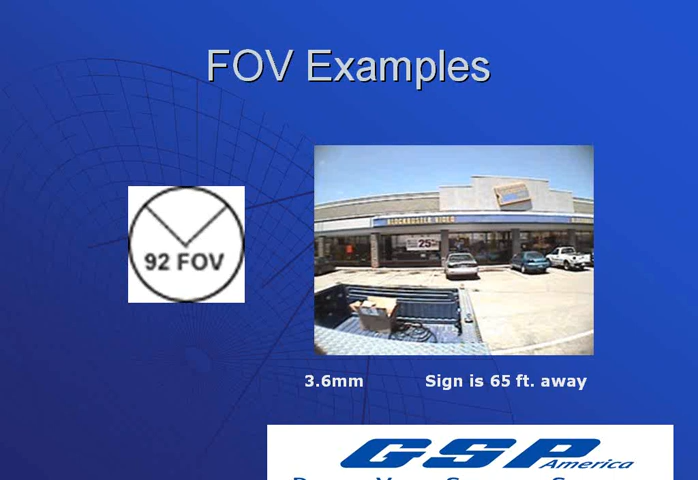 FOV Examples
92 FOV
BLOCKBUSTER VIDEO
25
3.6mm
Sign is 65 ft. away
GSP
America